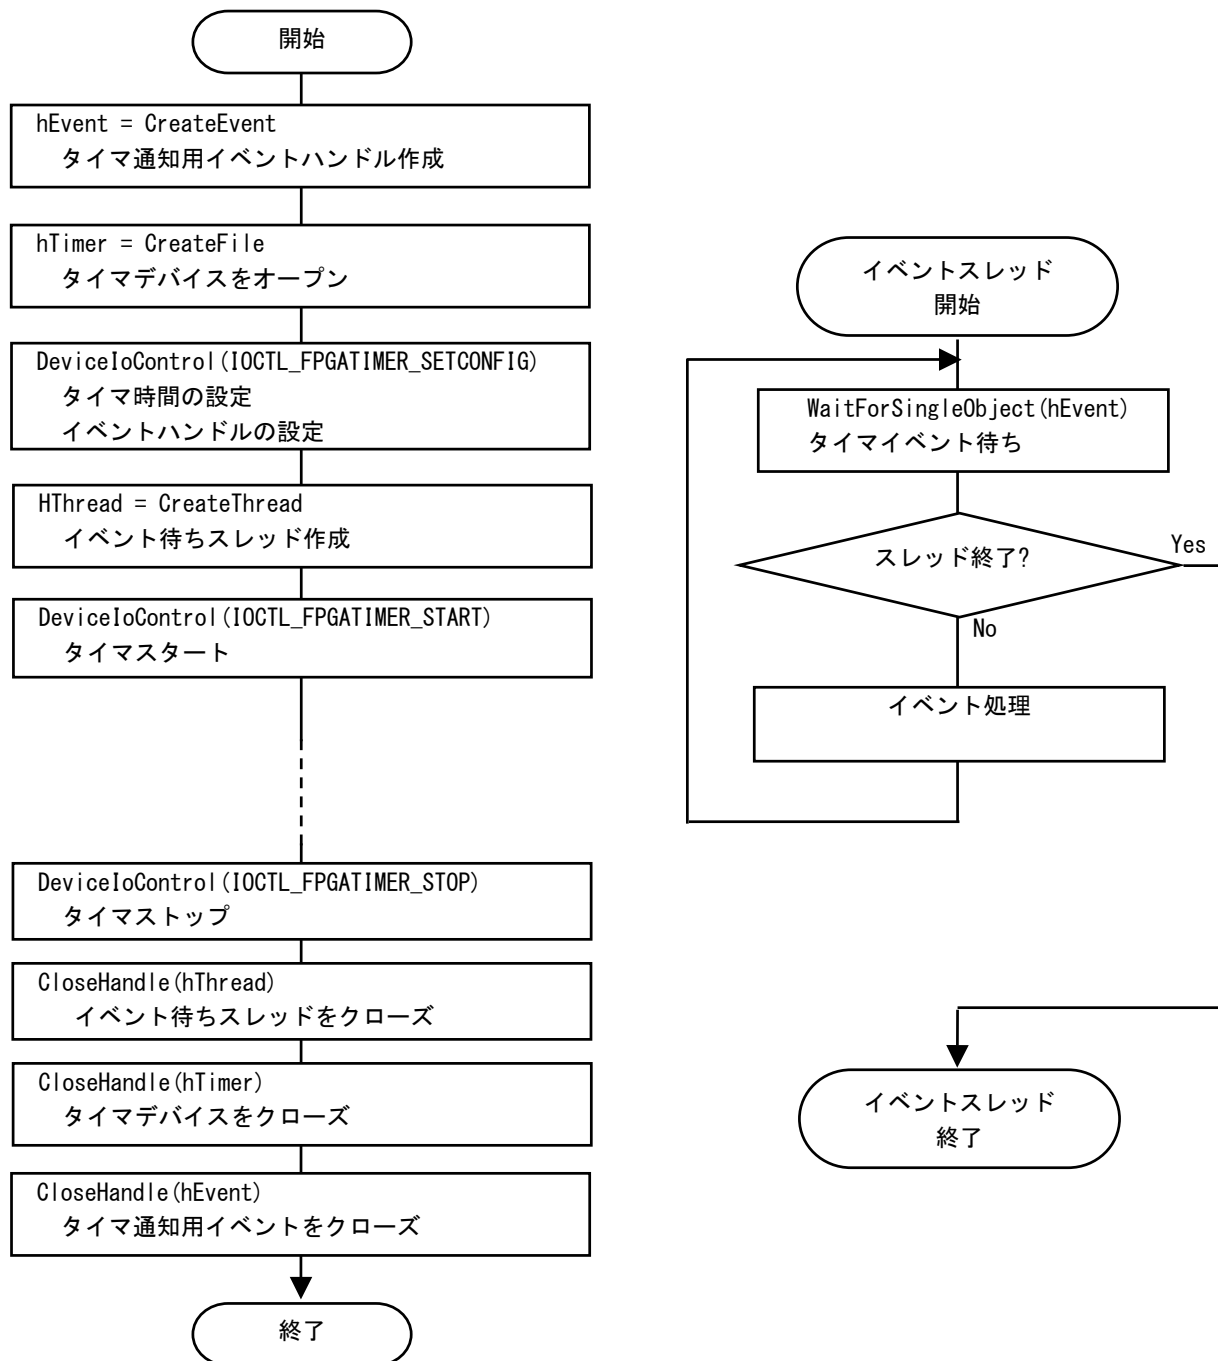 開始
hEvent = CreateEvent
タイマ通知用イベントハンドル作成
hTimer = CreateFile
タイマデバイスをオープン
DeviceIoControl(IOCTL_FPGATIMER_SETCONFIG)
タイマ時間の設定
イベントハンドルの設定
HThread = CreateThread
イベント待ちスレッド作成
DeviceIoControl(IOCTL_FPGATIMER_START)
タイマスタート
DeviceIoControl(IOCTL_FPGATIMER_STOP)
タイマストップ
CloseHandle(hThread)
イベント待ちスレッドをクローズ
CloseHandle(hTimer)
タイマデバイスをクローズ
CloseHandle(hEvent)
タイマ通知用イベントをクローズ
終了
イベントスレッド
開始
WaitForSingleObject(hEvent)
タイマイベント待ち
スレッド終了?
Yes
No
イベント処理
イベントスレッド
終了